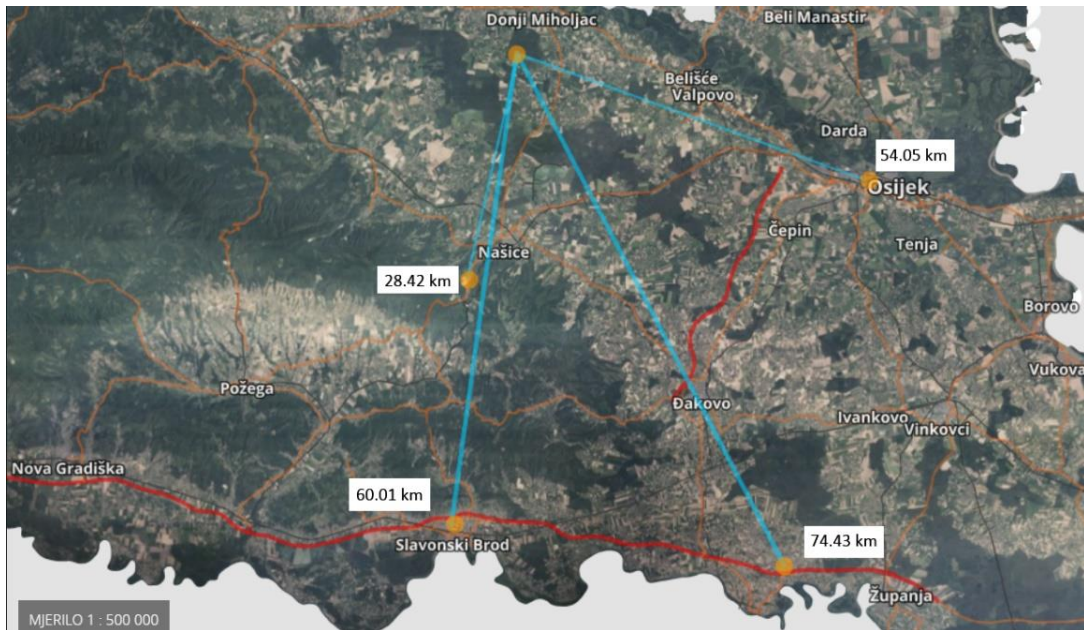 Donji Miholjac
Beli Manastir
Belišće
Valpovo
Darda
54.05 km
Osijek
Čepin
Tenja
Našice
28.42 km
Borovo
Vukova
Požega
Đakovo
Ivankovo
Vinkovci
Nova Gradiška
60.01 km
Slavonski Brod
74.43 km
Županja
MJERILO 1 : 500 000